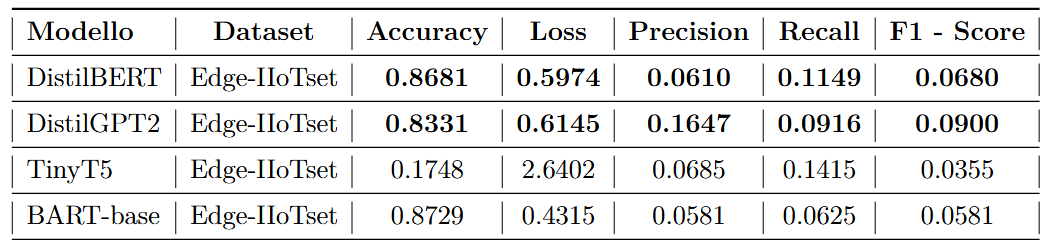 Modello Dataset Accuracy Loss Precision Recall F1 - Score
DistilBERT Edge-IIoTset 0.8681 0.5974 0.0610 0.1149 0.0680
DistilGPT2 Edge-IIoTset 0.8331 0.6145 0.1647 0.0916 0.0900
TinyT5 Edge-IIoTset 0.1748 2.6402 0.0685 0.1415 0.0355
BART-base Edge-IIoTset 0.8729 0.4315 0.0581 0.0625 0.0581